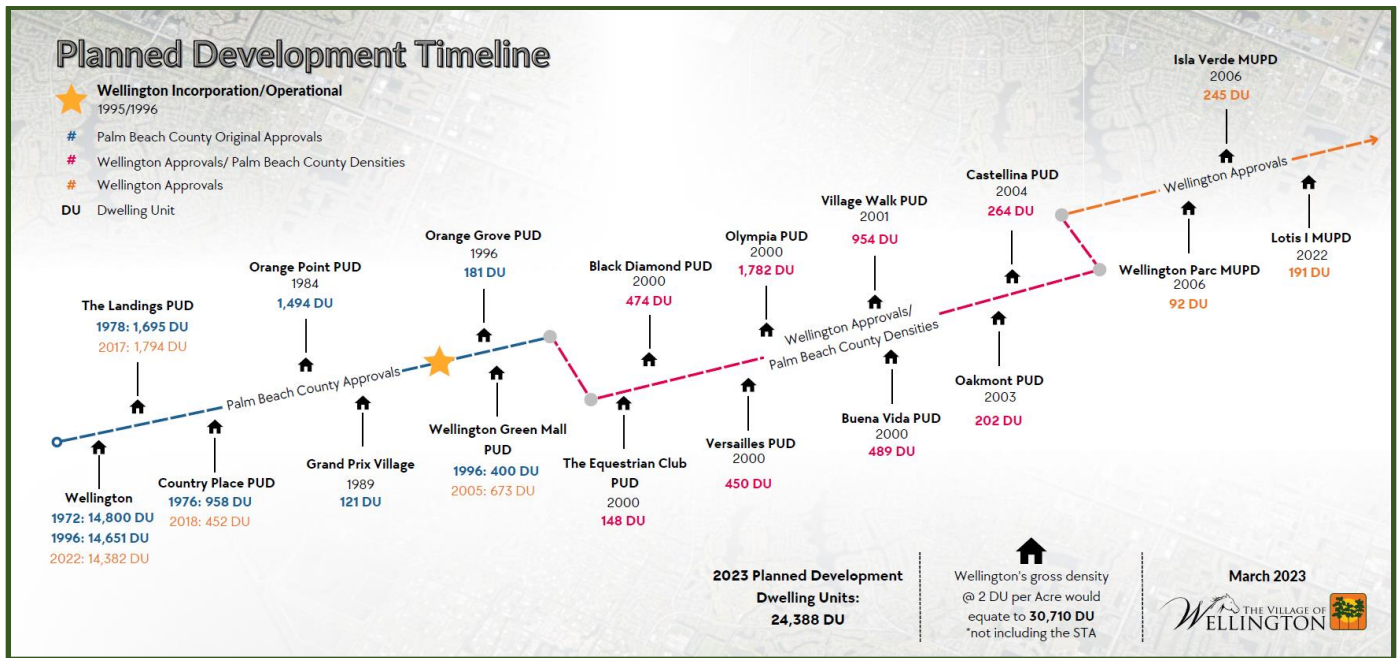 Planned Development Timeline
Wellington Incorporation/Operational
1995/1996
# Palm Beach County Original Approvals
# Wellington Approvals/ Palm Beach County Densities
# Wellington Approvals
DU Dwelling Unit
Wellington
1972: 14,800 DU
1996: 14,651 DU
2022: 14,382 DU
The Landings PUD
1978: 1,695 DU
2017: 1,794 DU
Country Place PUD
1976: 958 DU
2018: 452 DU
Palm Beach County Approvals
Orange Point PUD
1984
1,494 DU
Grand Prix Village
1989
121 DU
Orange Grove PUD
1996
181 DU
Wellington Green Mall
PUD
1996: 400 DU
2005: 673 DU
The Equestrian Club
PUD
2000
148 DU
Black Diamond PUD
2000
474 DU
Versailles PUD
2000
450 DU
Olympia PUD
2000
1,782 DU
Wellington Approvals/
Palm Beach County Densities
Village Walk PUD
2001
954 DU
Buena Vida PUD
2000
489 DU
Oakmont PUD
2003
202 DU
Castellina PUD
2004
264 DU
Wellington Approvals
Wellington Parc MUPD
2006
92 DU
Isla Verde MUPD
2006
245 DU
Lotis I MUPD
2022
191 DU
2023 Planned Development
Dwelling Units:
24,388 DU
Wellington's gross density
@ 2 DU per Acre would
equate to 30,710 DU
*not including the STA
March 2023
THE VILLAGE OF
WELLINGTON